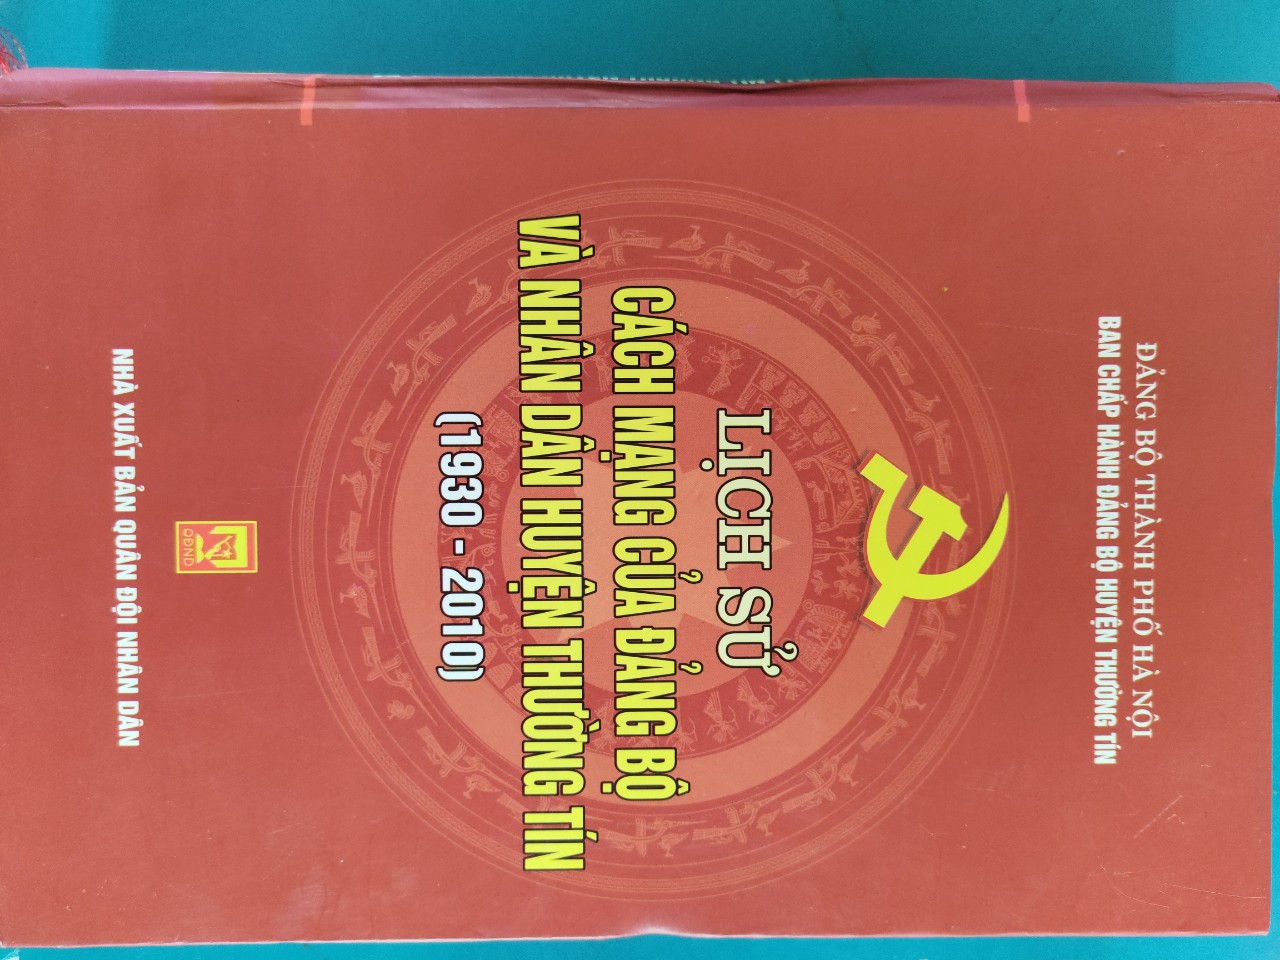 ĐẢNG BỘ THÀNH PHỐ HÀ NỘI
BAN CHẤP HÀNH ĐẢNG BỘ HUYỆN THƯỜNG TÍN
LỊCH SỬ
CÁCH MẠNG CỦA ĐẢNG BỘ
VÀ NHÂN DÂN HUYỆN THƯỜNG TÍN
(1930 - 2010)
QĐND
NHÀ XUẤT BẢN QUÂN ĐỘI NHÂN DÂN